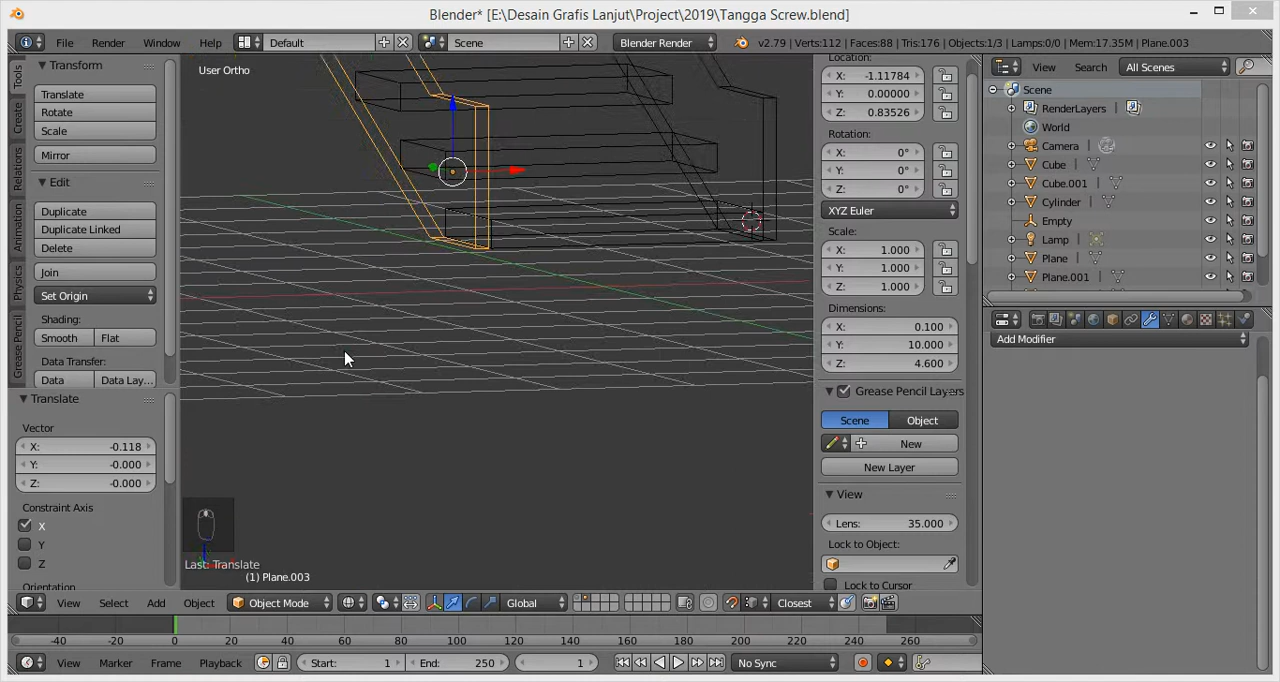 Blender* [E:\Desain Grafis Lanjut\Project\2019\Tangga Screw.blend]
File Render Window Help Default Scene Blender Render v2.79 | Verts:112 | Faces:88 | Tris:176 | Objects:1/3 | Lamps:0/0 | Mem:17.35M | Plane.003
Tools
Create
Relations
Animation
Physics
Grease Pencil
Transform
Translate
Rotate
Scale
Mirror
Edit
Duplicate
Duplicate Linked
Delete
Join
Set Origin
Shading:
Smooth Flat
Data Transfer:
Data Data Lay...
Translate
Vector
X: -0.118
Y: -0.000
Z: -0.000
Constraint Axis
X
Y
Z
Orientation
User Ortho
Last: Translate
(1) Plane.003
Location:
X: -1.11784
Y: 0.00000
Z: 0.83526
Rotation:
X: 0°
Y: 0°
Z: 0°
XYZ Euler
Scale:
X: 1.000
Y: 1.000
Z: 1.000
Dimensions:
X: 0.100
Y: 10.000
Z: 4.600
Grease Pencil Layers
Scene Object
New
New Layer
View
Lens: 35.000
Lock to Object:
Lock to Cursor
View Search All Scenes
Scene
RenderLayers
World
Camera
Cube
Cube.001
Cylinder
Empty
Lamp
Plane
Plane.001
Add Modifier
View Select Add Object Object Mode Global Closest
-40 -20 0 20 40 60 80 100 120 140 160 180 200 220 240 260
View Marker Frame Playback Start: 1 End: 250 1 No Sync